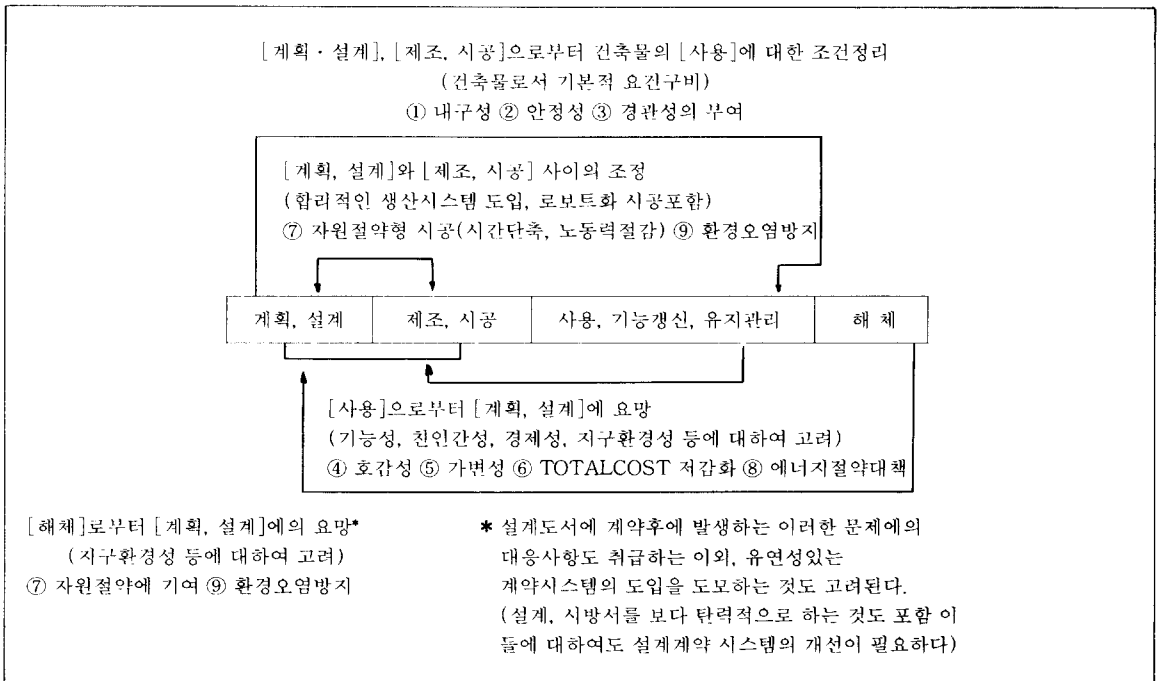 [계획·설계], [제조, 시공]으로부터 건축물의 [사용]에 대한 조건정리
(건축물로서 기본적 요건구비)
① 내구성 ② 안정성 ③ 경관성의 부여
[계획, 설계]와 [제조, 시공] 사이의 조정
(합리적인 생산시스템 도입, 로보트화 시공포함)
⑦ 자원절약형 시공(시간단축, 노동력절감) ⑨ 환경오염방지
계획, 설계 제조, 시공 사용, 기능갱신, 유지관리 해 체
[사용]으로부터 [계획, 설계]에 요망
(기능성, 친인간성, 경제성, 지구환경성 등에 대하여 고려)
④ 호감성 ⑤ 가변성 ⑥ TOTALCOST 저감화 ⑧ 에너지절약대책
[해채]로부터 [계획, 설계]에의 요망*
(지구환경성 등에 대하여 고려)
⑦ 자원절약에 기여 ⑨ 환경오염방지
* 설계도서에 계약후에 발생하는 이러한 문제에의
대응사항도 취급하는 이외, 유연성있는
계약시스템의 도입을 도모하는 것도 고려된다.
(설계, 시방서를 보다 탄력적으로 하는 것도 포함 이
들에 대하여도 설계계약 시스템의 개선이 필요하다)